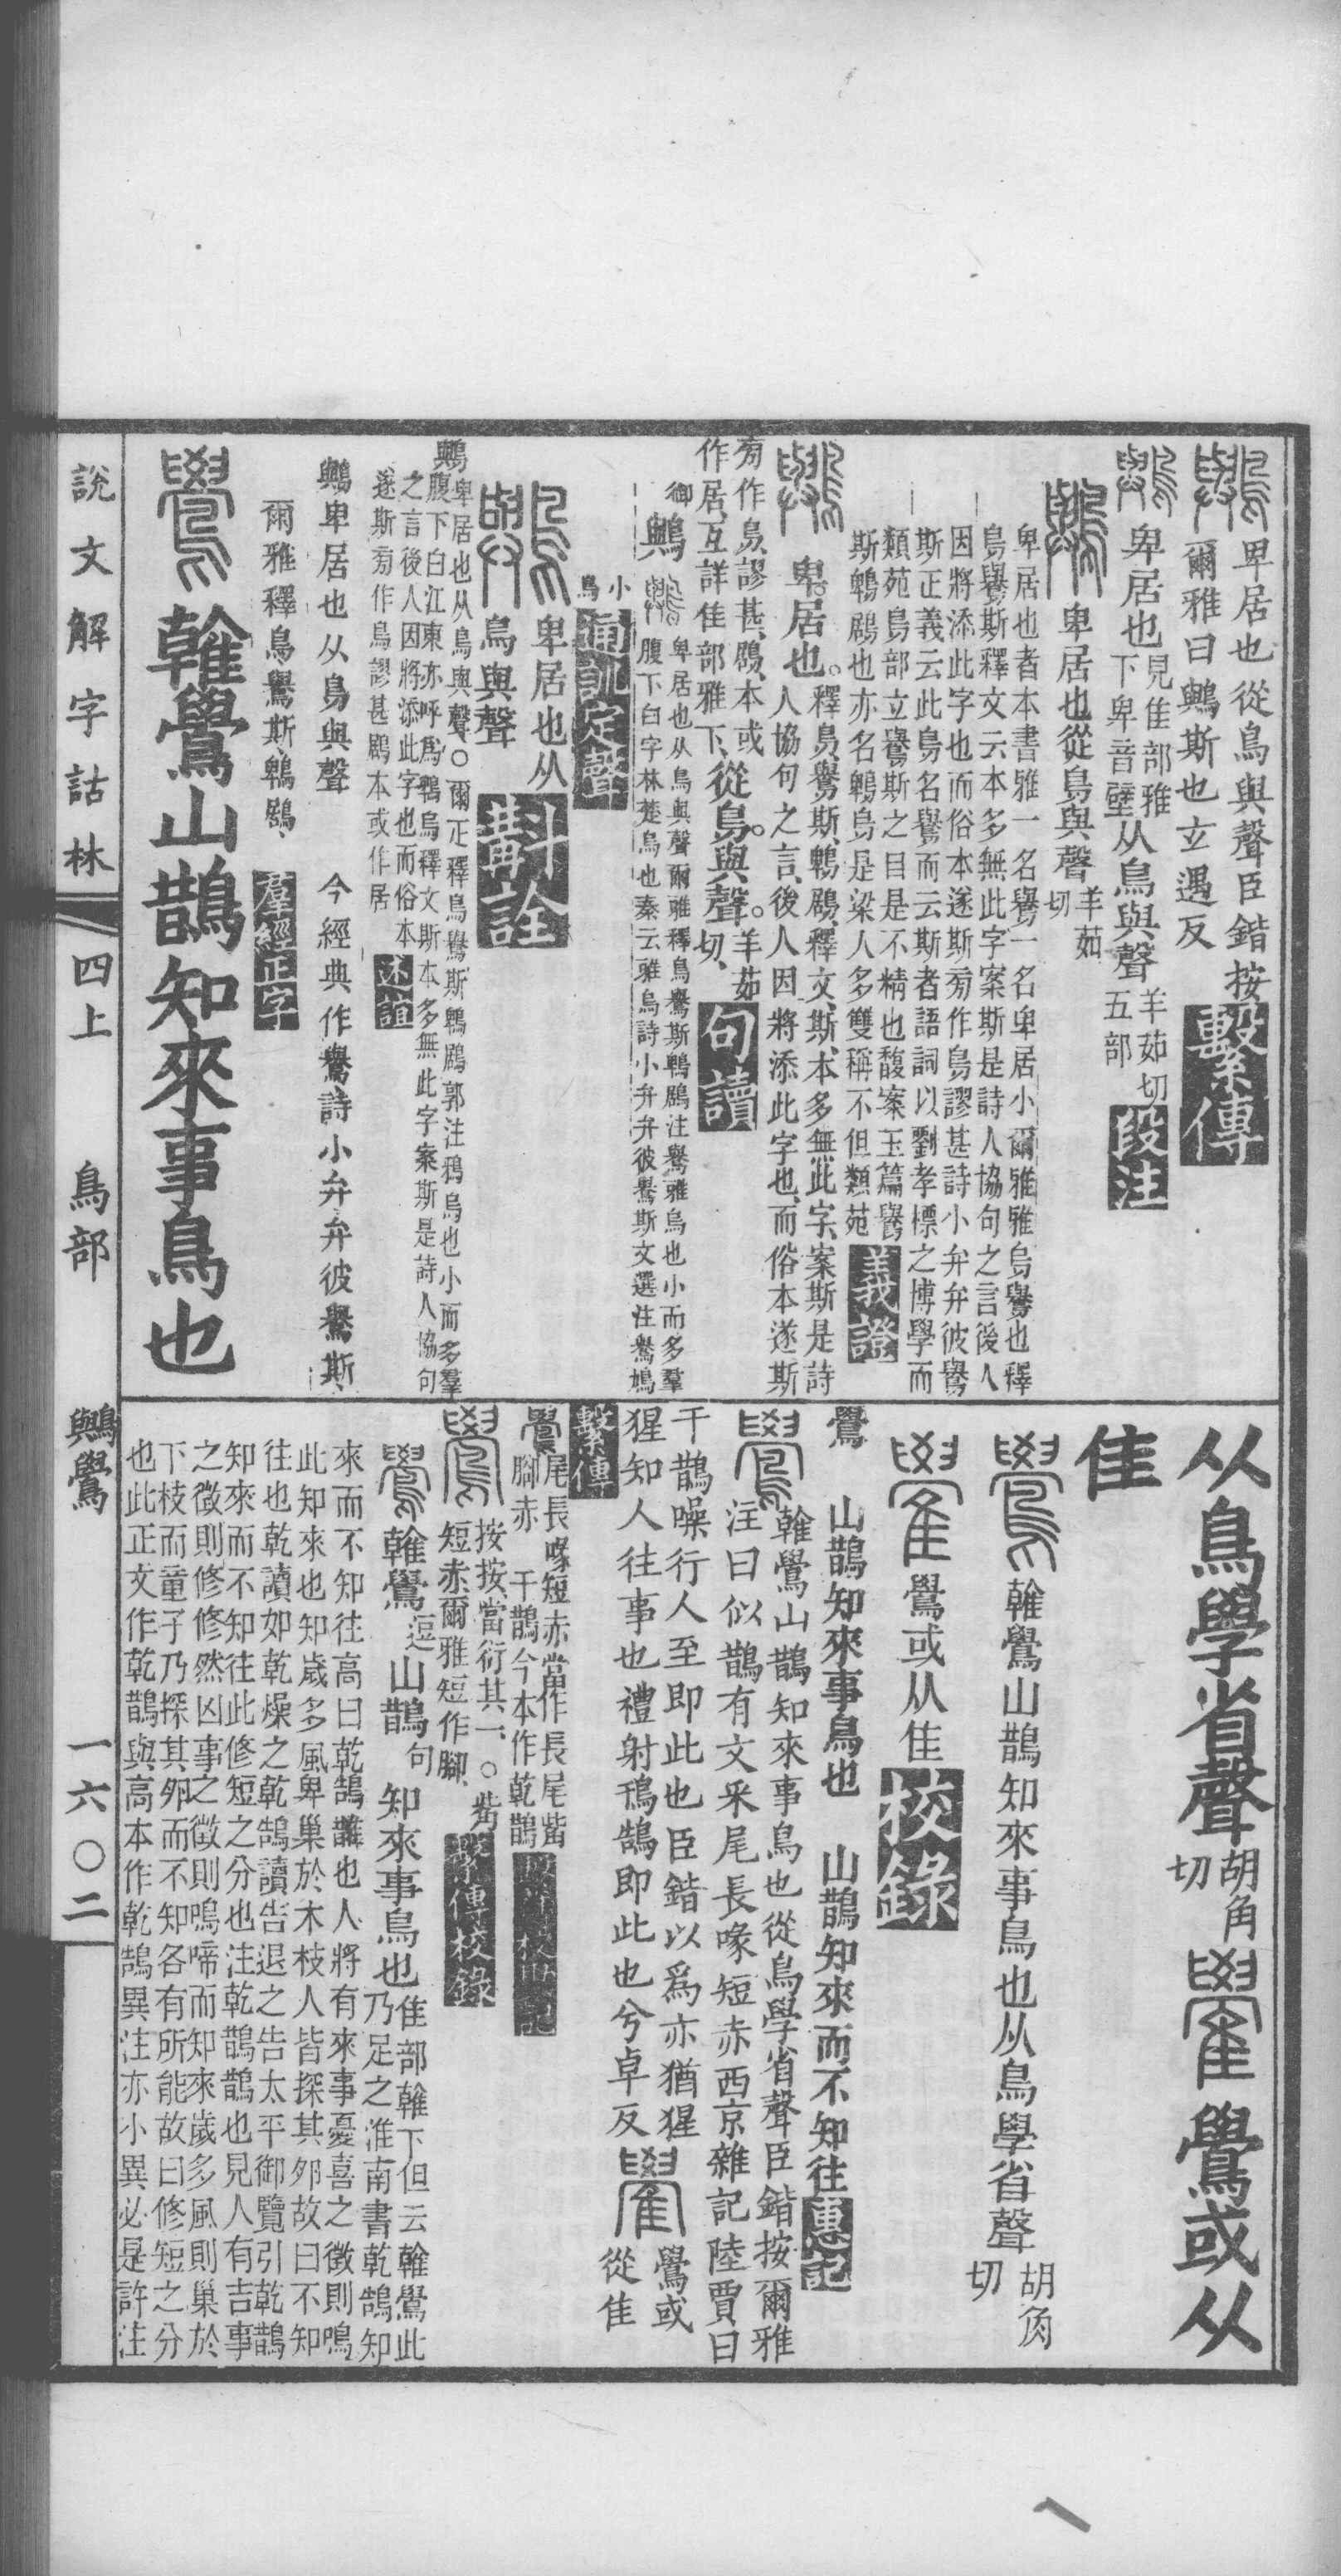 卑居也從鳥與聲臣鍇按
爾雅曰鸒斯也立遇反
繫傳
卑居也
見隹部雅
下卑音壁
从鳥與聲
羊茹切
五部
段注
卑居也從鳥與聲
羊茹
切
卑居也者本書雅一名鸒一名卑居小爾雅雅烏鸒也釋
鳥鸒斯釋文云本多無此字案斯是詩人協句之言後人
因將添此字也而俗本遂斯旁作鳥謬甚詩小弁弁彼鸒
斯正義云此鳥名鸒而云斯者語詞以劉孝標之博學而
類苑鳥部立鸒斯之目是不精也馥案玉篇鸒
斯鵯鶋也亦名鵯鳥是梁人多雙稱不但類苑
義證
卑居也。
釋鳥、鸒斯、鵯鶋、釋文、斯、本多無此字、案斯是詩
人協句之言、後人因將添此字也、而俗本遂斯
旁作鳥、謬甚、鶋、本或
作居、互詳隹部雅下、
從鳥。與聲。
羊茹
切、
句讀
御
鸒
卑居也从鳥與聲爾雅釋鳥鸒斯鵯鶋注鸒雅烏也小而多羣
腹下白字林楚烏也秦云雅烏詩小弁弁彼鸒斯文選注鸒鳩
小
鳥
通訓定聲
卑居也从
鳥與聲
斠詮
鸒
卑居也从鳥與聲。爾疋釋鳥鸒斯鵯鶋郭注鴉烏也小而多羣
腹下白江東亦呼爲鵯烏釋文斯本多無此字案斯是詩人協句
之言後人因將添此字也而俗本
遂斯旁作鳥謬甚鶋本或作居
述誼
鸒卑居也从鳥與聲
今經典作鸒、詩小弁弁彼鸒斯、
爾雅釋鳥鸒斯、鵯鶋、
羣經正字
雗鷽山鵲知來事鳥也
从鳥學省聲
胡角
切
鷽或从
隹
雗鷽山鵲知來事鳥也从鳥學省聲
胡角
切
鷽或从隹
校錄
鷽
山鵲知來事鳥也
山鵲知來而不知往
惠記
雗鷽山鵲知來事鳥也從鳥學省聲臣鍇按爾雅
注曰似鵲有文采尾長喙短赤西京雜記陸賈曰
干鵲噪行人至即此也臣鍇以爲亦猶猩
猩知人往事也禮射鳱鵠即此也兮卓反
鷽或
從隹
繫傳
鷽
尾長喙短赤當作長尾觜
腳赤
干鵲今本作乾鵲
按按當衍其一、。觜
短赤爾雅短作腳、
繫傳校錄
雗鷽
逗
山鵲
句
知來事鳥也
隹部雗下但云雗鷽此
乃足之淮南書乾鵠知
來而不知往高曰乾鵠鵲也人將有來事憂喜之徵則鳴
此知來也知歲多風卑巢於木枝人皆探其卵故曰不知
往也乾讀如乾燥之乾鵠讀告退之告太平御覽引乾鵲
知來而不知往此修短之分也注乾鵲鵲也見人有吉事
之徵則修修然凶事之徵則鳴啼而知來歲多風則巢於
下枝而童子乃探其卵而不知各有所能故曰修短之分
也此正文作乾鵲與高本作乾鵠異注亦小異必是許注
說文解字詁林
四上
鳥部
鸒鷽
一六〇二